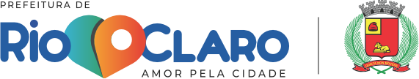 PREFEITURA DE
RIO CLARO
AMOR PELA CIDADE